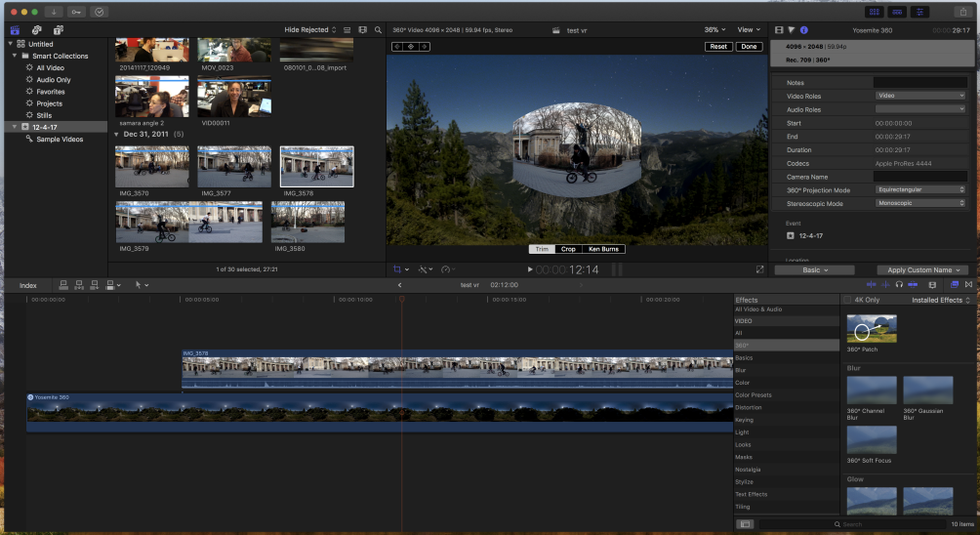 Hide Rejected
360° Video 4096 × 2048 | 59.94 fps, Stereo
test vr
36%
View
Yosemite 360
00:00:29:17
Untitled
Smart Collections
All Video
Audio Only
Favorites
Projects
Stills
12-4-17
Sample Videos
20141117_120949
MOV_0023
080101_0...08_import
samara angle 2
VID00011
Dec 31, 2011 (5)
IMG_3570
IMG_3577
IMG_3578
IMG_3579
IMG_3580
1 of 30 selected, 27:21
Reset
Done
Trim
Crop
Ken Burns
00:00:12:14
4096 × 2048 | 59.94p
Rec. 709 | 360°
Notes
Video Roles
Video
Audio Roles
Start
00:00:00:00
End
00:00:29:17
Duration
00:00:29:17
Codecs
Apple ProRes 4444
Camera Name
360° Projection Mode
Equirectangular
Stereoscopic Mode
Monoscopic
Event
12-4-17
Location
Basic
Apply Custom Name
Index
test vr
02:12:00
00:00:00:00
00:00:05:00
00:00:10:00
00:00:15:00
00:00:20:00
IMG_3578
Yosemite 360
Effects
4K Only
Installed Effects
All Video & Audio
VIDEO
All
360°
Basics
Blur
Color
Color Presets
Distortion
Keying
Light
Looks
Masks
Nostalgia
Stylize
Text Effects
Tiling
360° Patch
Blur
360° Channel
Blur
360° Gaussian
Blur
360° Soft Focus
Glow
Search
10 items